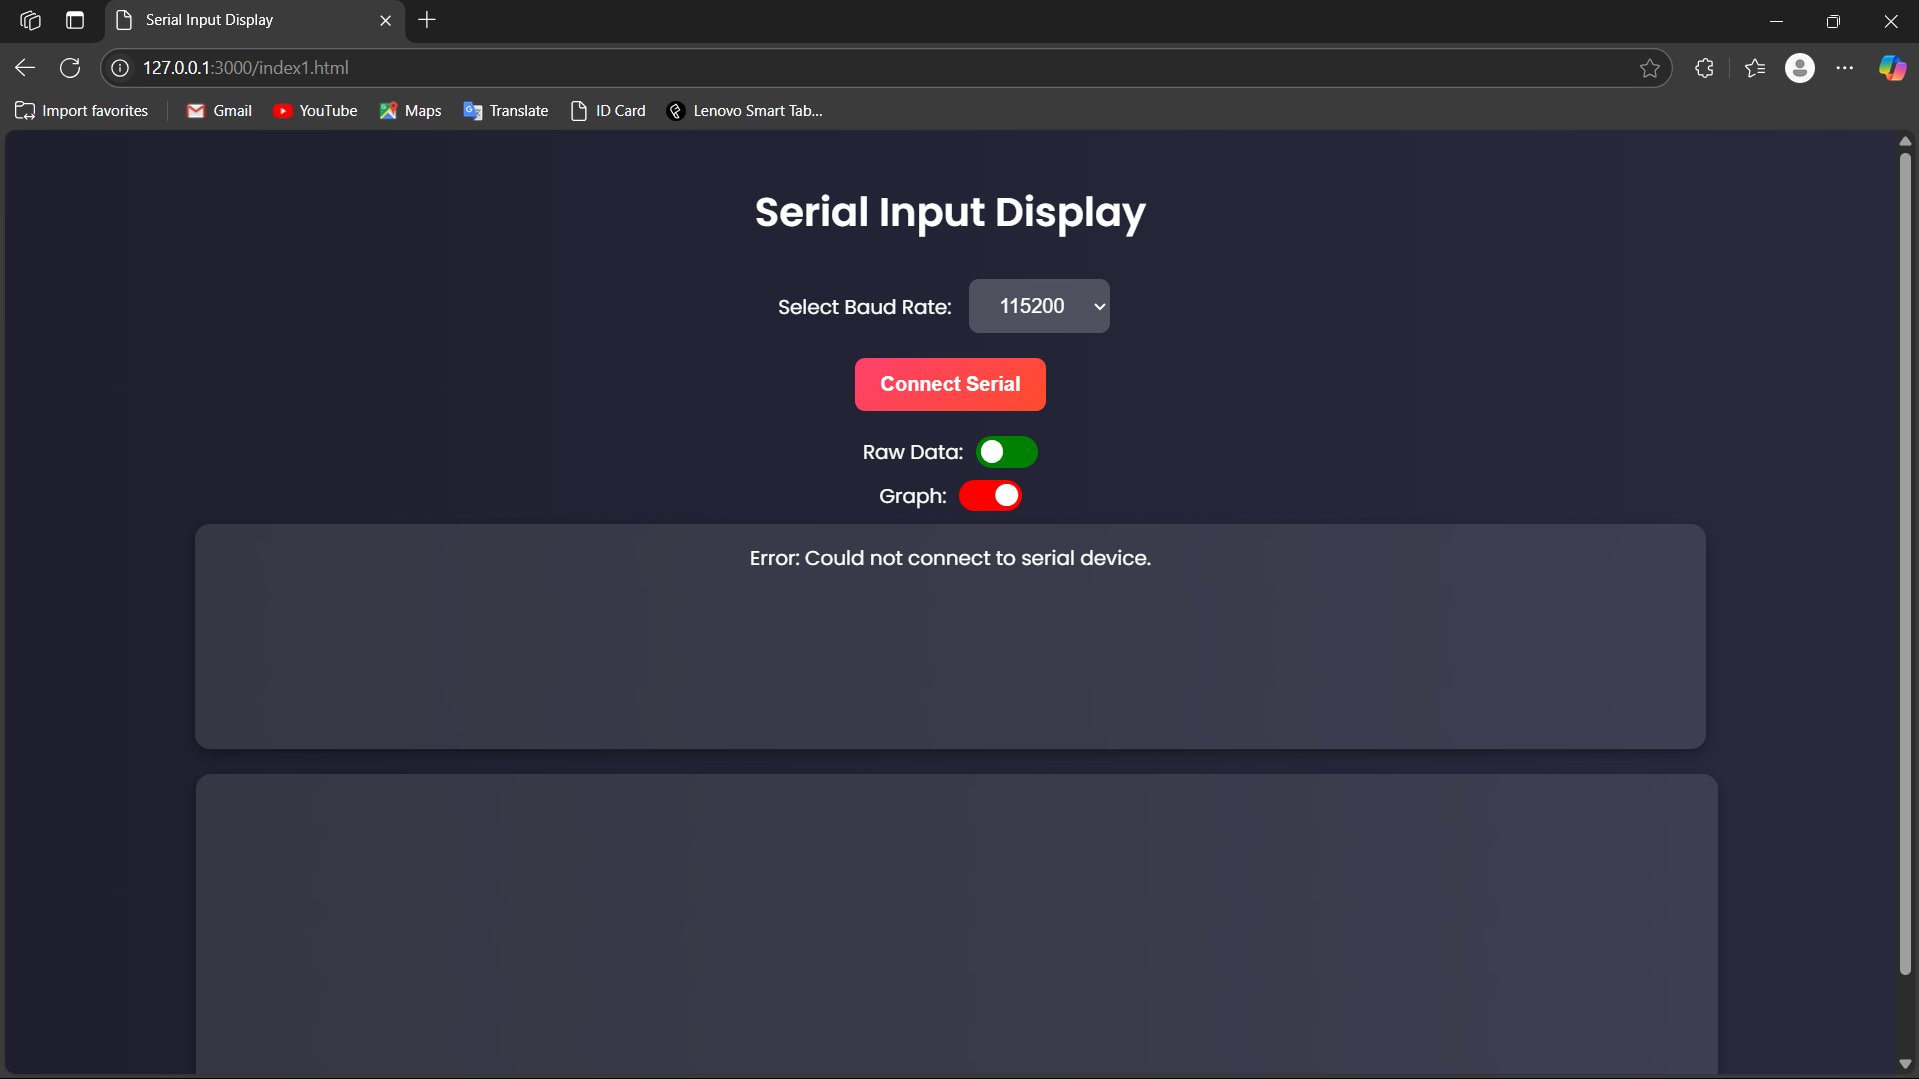 Serial Input Display
127.0.0.1:3000/index1.html
Import favorites
Gmail
YouTube
Maps
Translate
ID Card
Lenovo Smart Tab...
Serial Input Display
Select Baud Rate: 115200
Connect Serial
Raw Data:
Graph:
Error: Could not connect to serial device.